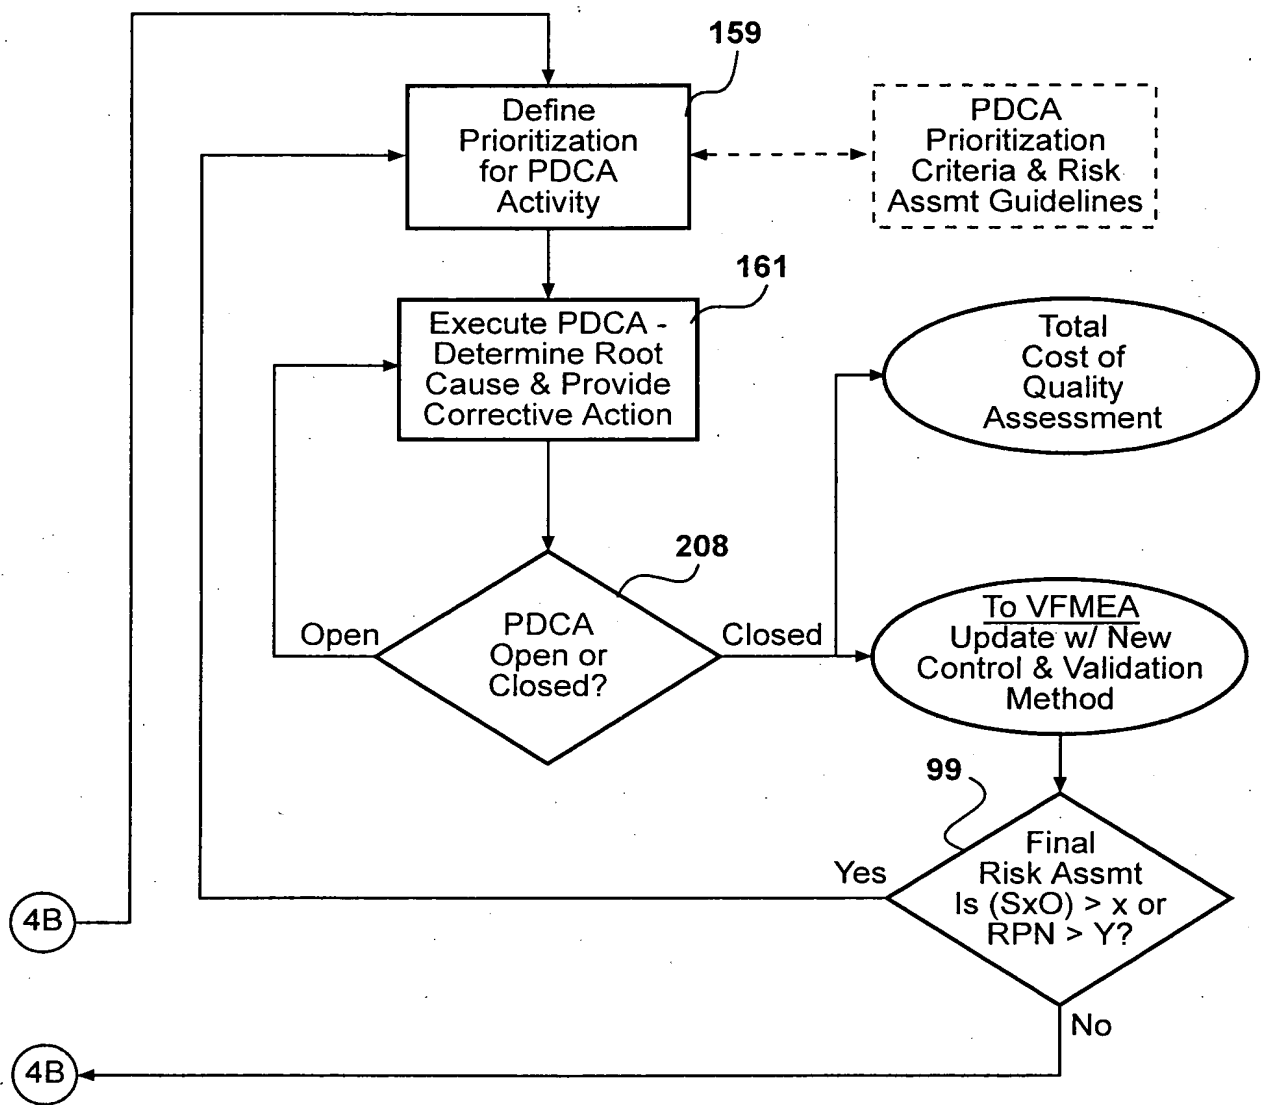 159
Define
Prioritization
for PDCA
Activity
PDCA
Prioritization
Criteria & Risk
Assmt Guidelines
161
Execute PDCA -
Determine Root
Cause & Provide
Corrective Action
Total
Cost of
Quality
Assessment
208
Open
PDCA
Open or
Closed?
Closed
To VFMEA
Update w/ New
Control & Validation
Method
99
Yes
Final
Risk Assmt
Is (SxO) > x or
RPN > Y?
4B
No
4B